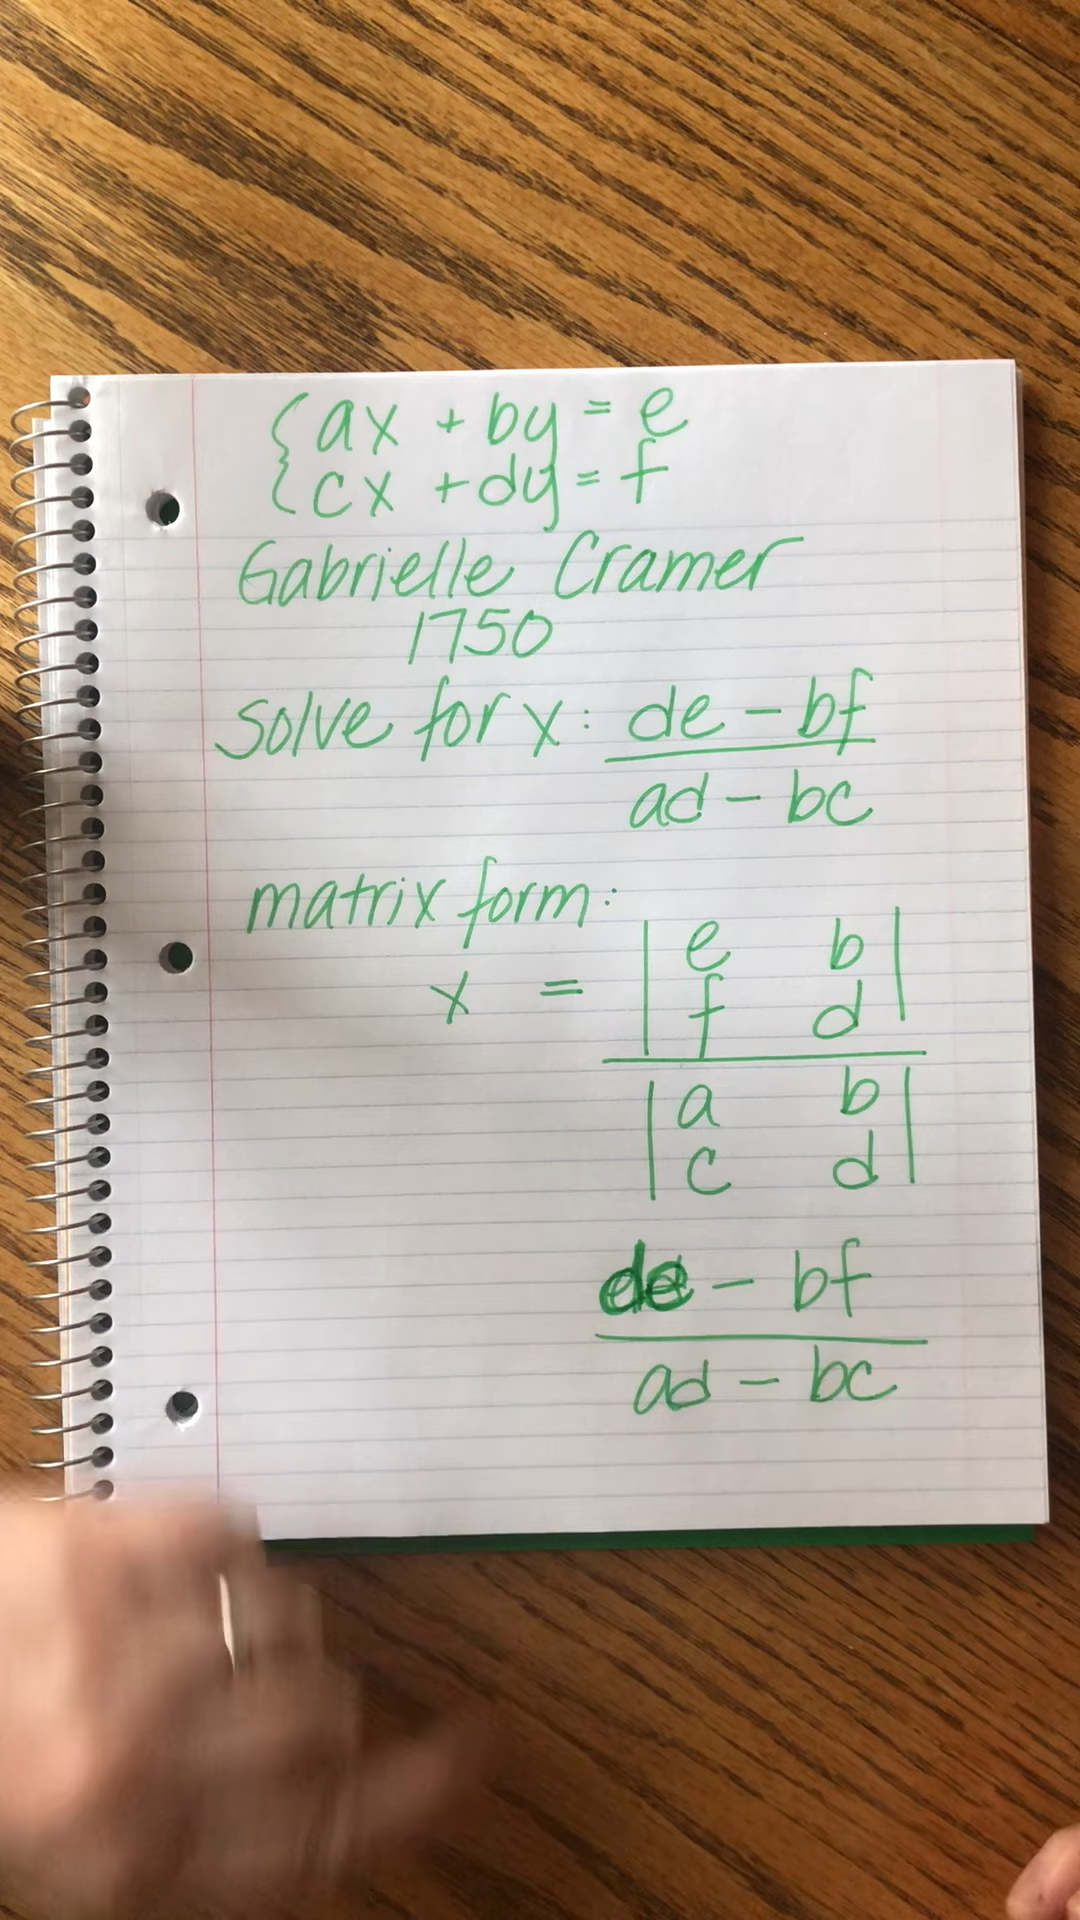 {ax + by = e
{cx + dy = f
Gabrielle Cramer
1750
Solve for x: de - bf
ad - bc
matrix form:
x = | e b |
| f d |
| a b |
| c d |
de - bf
ad - bc